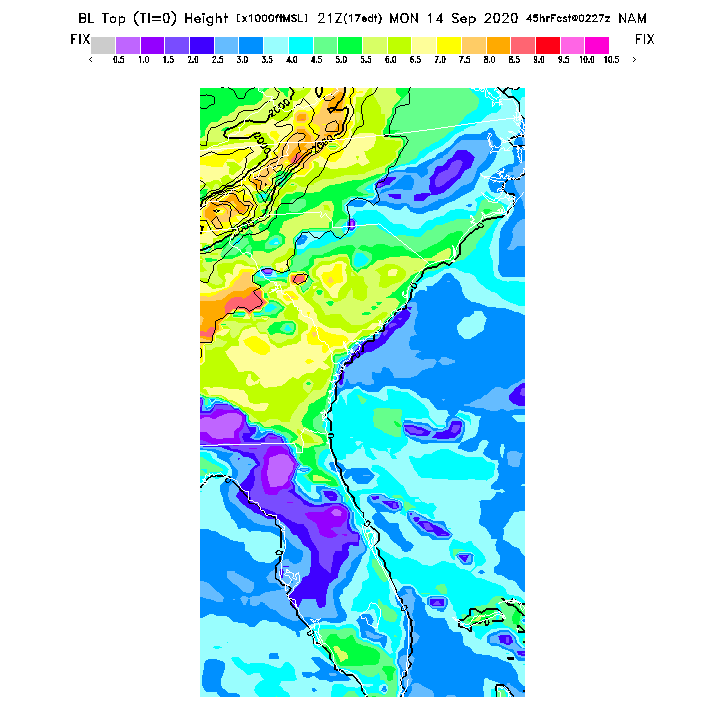 BL Top (TI=0) Height [x1000ftMSL] 21Z(17edt) MON 14 Sep 2020 45hrFcst@0227z NAM
FIX FIX
< 0.5 1.0 1.5 2.0 2.5 3.0 3.5 4.0 4.5 5.0 5.5 6.0 6.5 7.0 7.5 8.0 8.5 9.0 9.5 10.0 10.5 >
2000
2000
2000